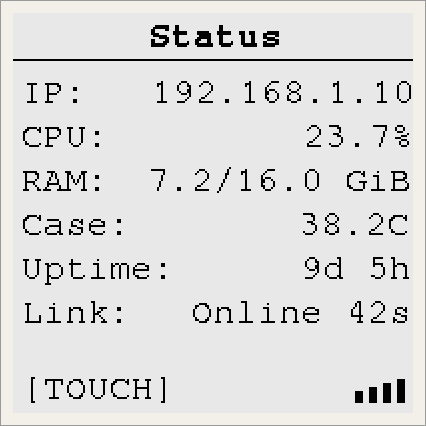 Status
IP: 192.168.1.10
CPU: 23.7%
RAM: 7.2/16.0 GiB
Case: 38.2C
Uptime: 9d 5h
Link: Online 42s
[TOUCH]